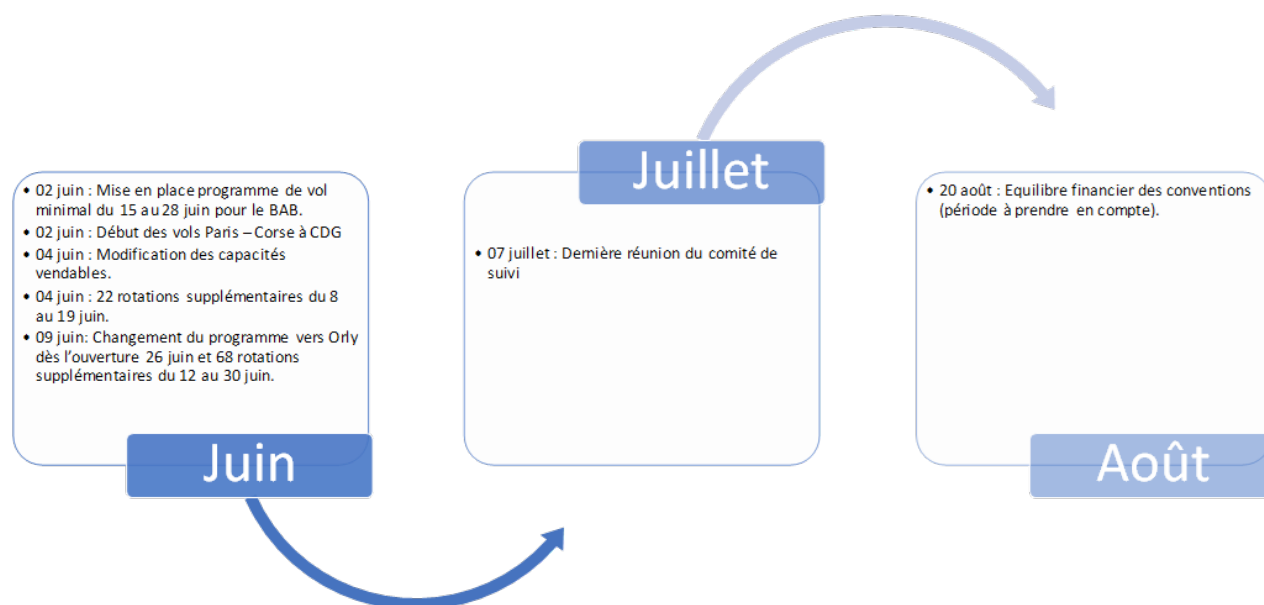 • 02 juin : Mise en place programme de vol
minimal du 15 au 28 juin pour le BAB.
• 02 juin : Début des vols Paris – Corse à CDG
• 04 juin : Modification des capacités
vendables.
• 04 juin : 22 rotations supplémentaires du 8
au 19 juin.
• 09 juin: Changement du programme vers Orly
dès l'ouverture 26 juin et 68 rotations
supplémentaires du 12 au 30 juin.
Juin
Juillet
• 07 juillet : Dernière réunion du comité de
suivi
• 20 août : Equilibre financier des conventions
(période à prendre en compte).
Août